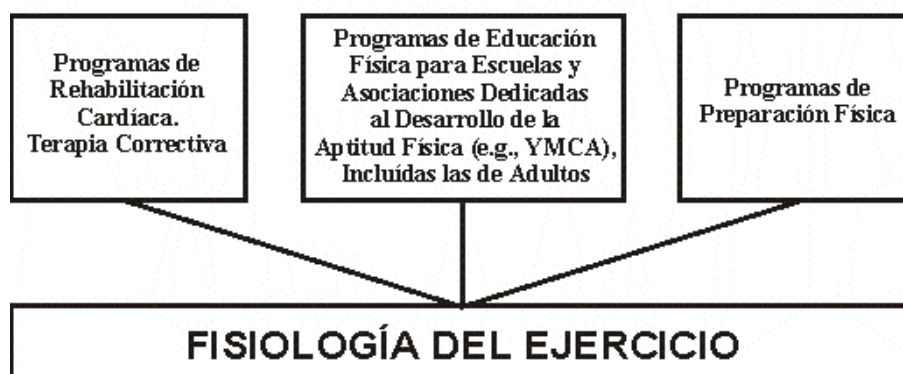 Programas de
Rehabilitación
Cardíaca.
Terapia Correctiva
Programas de Educación
Física para Escuelas y
Asociaciones Dedicadas
al Desarrollo de la
Aptitud Física (e.g., YMCA),
Incluídas las de Adultos
Programas de
Preparación Física
FISIOLOGÍA DEL EJERCICIO